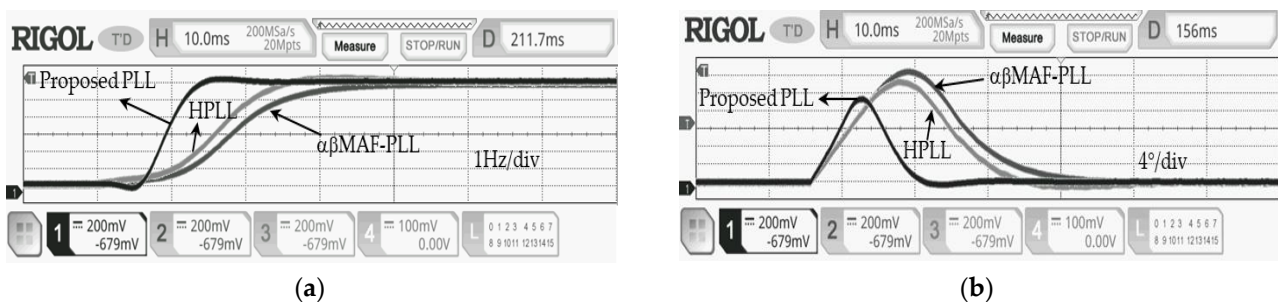 RIGOL T'D H 10.0ms 200MSa/s 20Mpts Measure STOP/RUN D 211.7ms
T
Proposed PLL
HPLL
αβMAF-PLL
1Hz/div
1
1 200mV -679mV 2 200mV -679mV 3 200mV -679mV 4 100mV 0.00V L 0 1 2 3 4 5 6 7 8 9 10 11 12 13 14 15
(a)
RIGOL T'D H 10.0ms 200MSa/s 20Mpts Measure STOP/RUN D 156ms
T
αβMAF-PLL
Proposed PLL
HPLL
4°/div
1
1 200mV -679mV 2 200mV -679mV 3 200mV -679mV 4 100mV 0.00V L 0 1 2 3 4 5 6 7 8 9 10 11 12 13 14 15
(b)